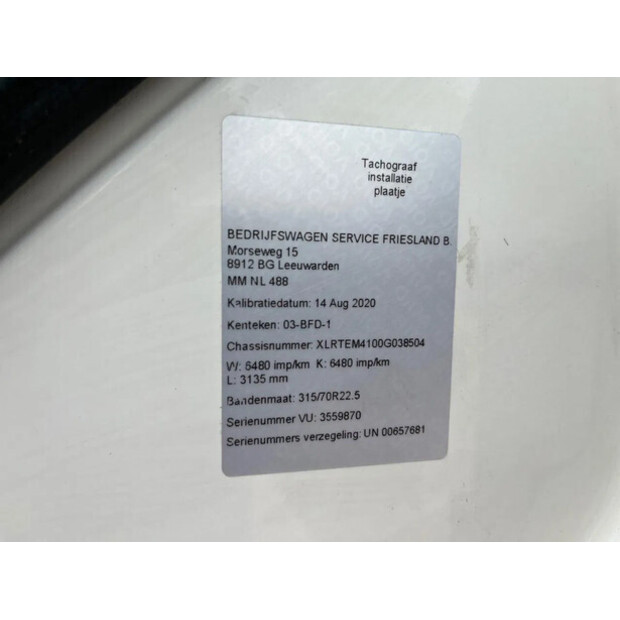 Tachograaf
installatie
plaatje
BEDRIJFSWAGEN SERVICE FRIESLAND B.
Morseweg 15
8912 BG Leeuwarden
MM NL 488
Kalibratiedatum: 14 Aug 2020
Kenteken: 03-BFD-1
Chassisnummer: XLRTEM4100G038504
W: 6480 imp/km K: 6480 imp/km
L: 3135 mm
Bandenmaat: 315/70R22.5
Serienummer VU: 3559870
Serienummers verzegeling: UN 00657681